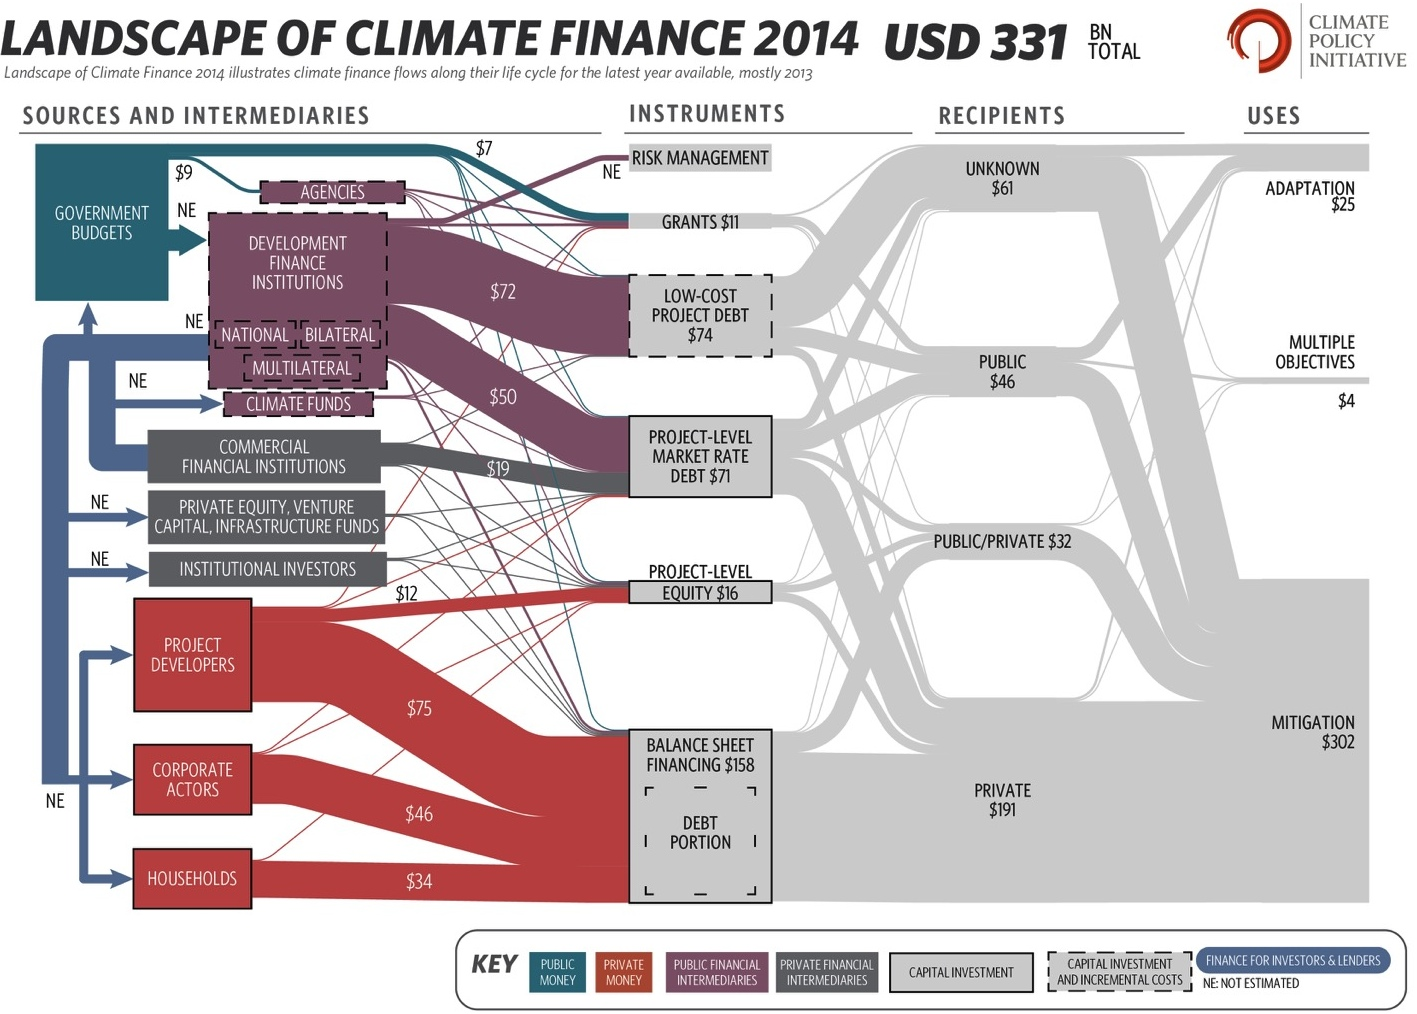 LANDSCAPE OF CLIMATE FINANCE 2014
USD 331
BN
TOTAL
Landscape of Climate Finance 2014 illustrates climate finance flows along their life cycle for the latest year available, mostly 2013
CLIMATE
POLICY
INITIATIVE
SOURCES AND INTERMEDIARIES
INSTRUMENTS
RECIPIENTS
USES
GOVERNMENT
BUDGETS
$9
$7
NE
AGENCIES
DEVELOPMENT
FINANCE
INSTITUTIONS
NE
NATIONAL
BILATERAL
MULTILATERAL
NE
CLIMATE FUNDS
COMMERCIAL
FINANCIAL INSTITUTIONS
NE
PRIVATE EQUITY, VENTURE
CAPITAL, INFRASTRUCTURE FUNDS
NE
INSTITUTIONAL INVESTORS
PROJECT
DEVELOPERS
CORPORATE
ACTORS
NE
HOUSEHOLDS
NE
$72
$50
$19
$12
$75
$46
$34
RISK MANAGEMENT
GRANTS $11
LOW-COST
PROJECT DEBT
$74
PROJECT-LEVEL
MARKET RATE
DEBT $71
PROJECT-LEVEL
EQUITY $16
BALANCE SHEET
FINANCING $158
DEBT
PORTION
UNKNOWN
$61
PUBLIC
$46
PUBLIC/PRIVATE $32
PRIVATE
$191
ADAPTATION
$25
MULTIPLE
OBJECTIVES
$4
MITIGATION
$302
KEY
PUBLIC
MONEY
PRIVATE
MONEY
PUBLIC FINANCIAL
INTERMEDIARIES
PRIVATE FINANCIAL
INTERMEDIARIES
CAPITAL INVESTMENT
CAPITAL INVESTMENT
AND INCREMENTAL COSTS
FINANCE FOR INVESTORS & LENDERS
NE: NOT ESTIMATED